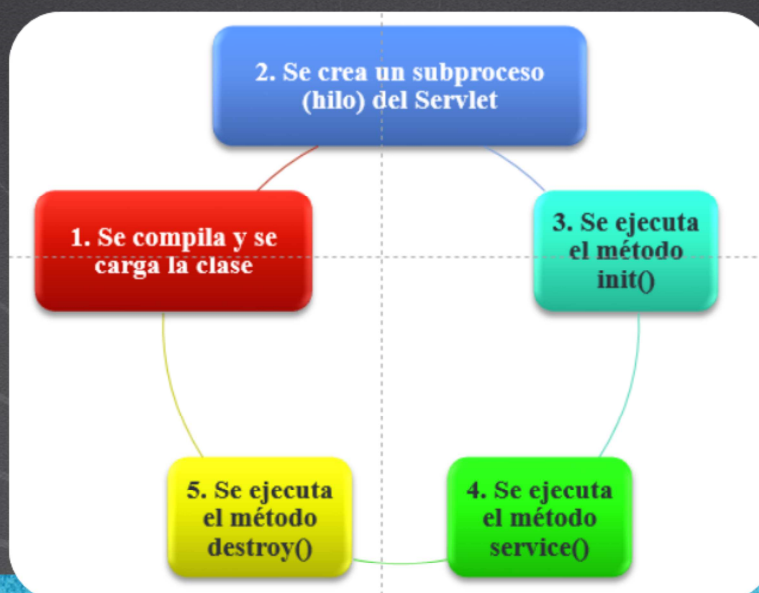 2. Se crea un subproceso
(hilo) del Servlet
1. Se compila y se
carga la clase
3. Se ejecuta
el método
init()
5. Se ejecuta
el método
destroy()
4. Se ejecuta
el método
service()